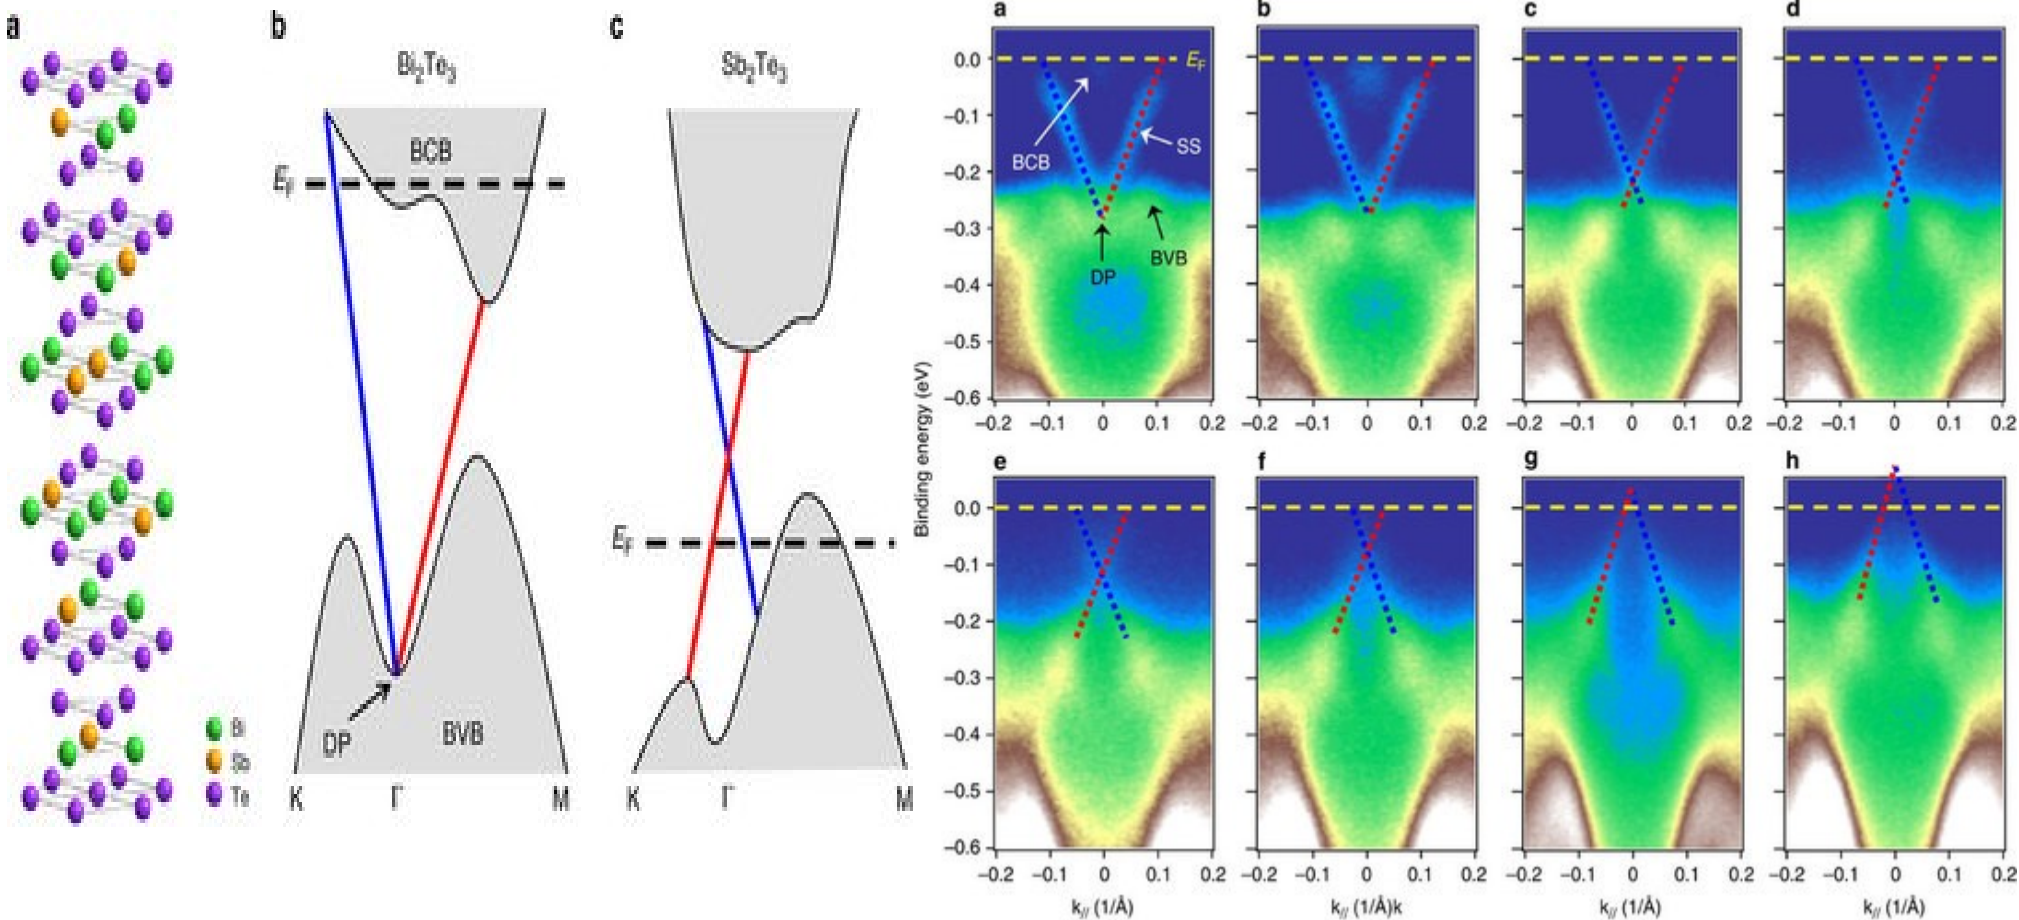 a
b
c
Bi2Te3
Sb2Te3
BCB
EF
EF
DP
BVB
Bi
Sb
Te
K
Γ
M
K
Γ
M
a
b
c
d
Binding energy (eV)
0.0
−0.1
−0.2
−0.3
−0.4
−0.5
−0.6
EF
BCB
SS
DP
BVB
−0.2 −0.1 0 0.1 0.2
−0.2 −0.1 0 0.1 0.2
−0.2 −0.1 0 0.1 0.2
−0.2 −0.1 0 0.1 0.2
e
f
g
h
0.0
−0.1
−0.2
−0.3
−0.4
−0.5
−0.6
−0.2 −0.1 0 0.1 0.2
−0.2 −0.1 0 0.1 0.2
−0.2 −0.1 0 0.1 0.2
−0.2 −0.1 0 0.1 0.2
k// (1/Å)
k// (1/Å)k
k// (1/Å)
k// (1/Å)